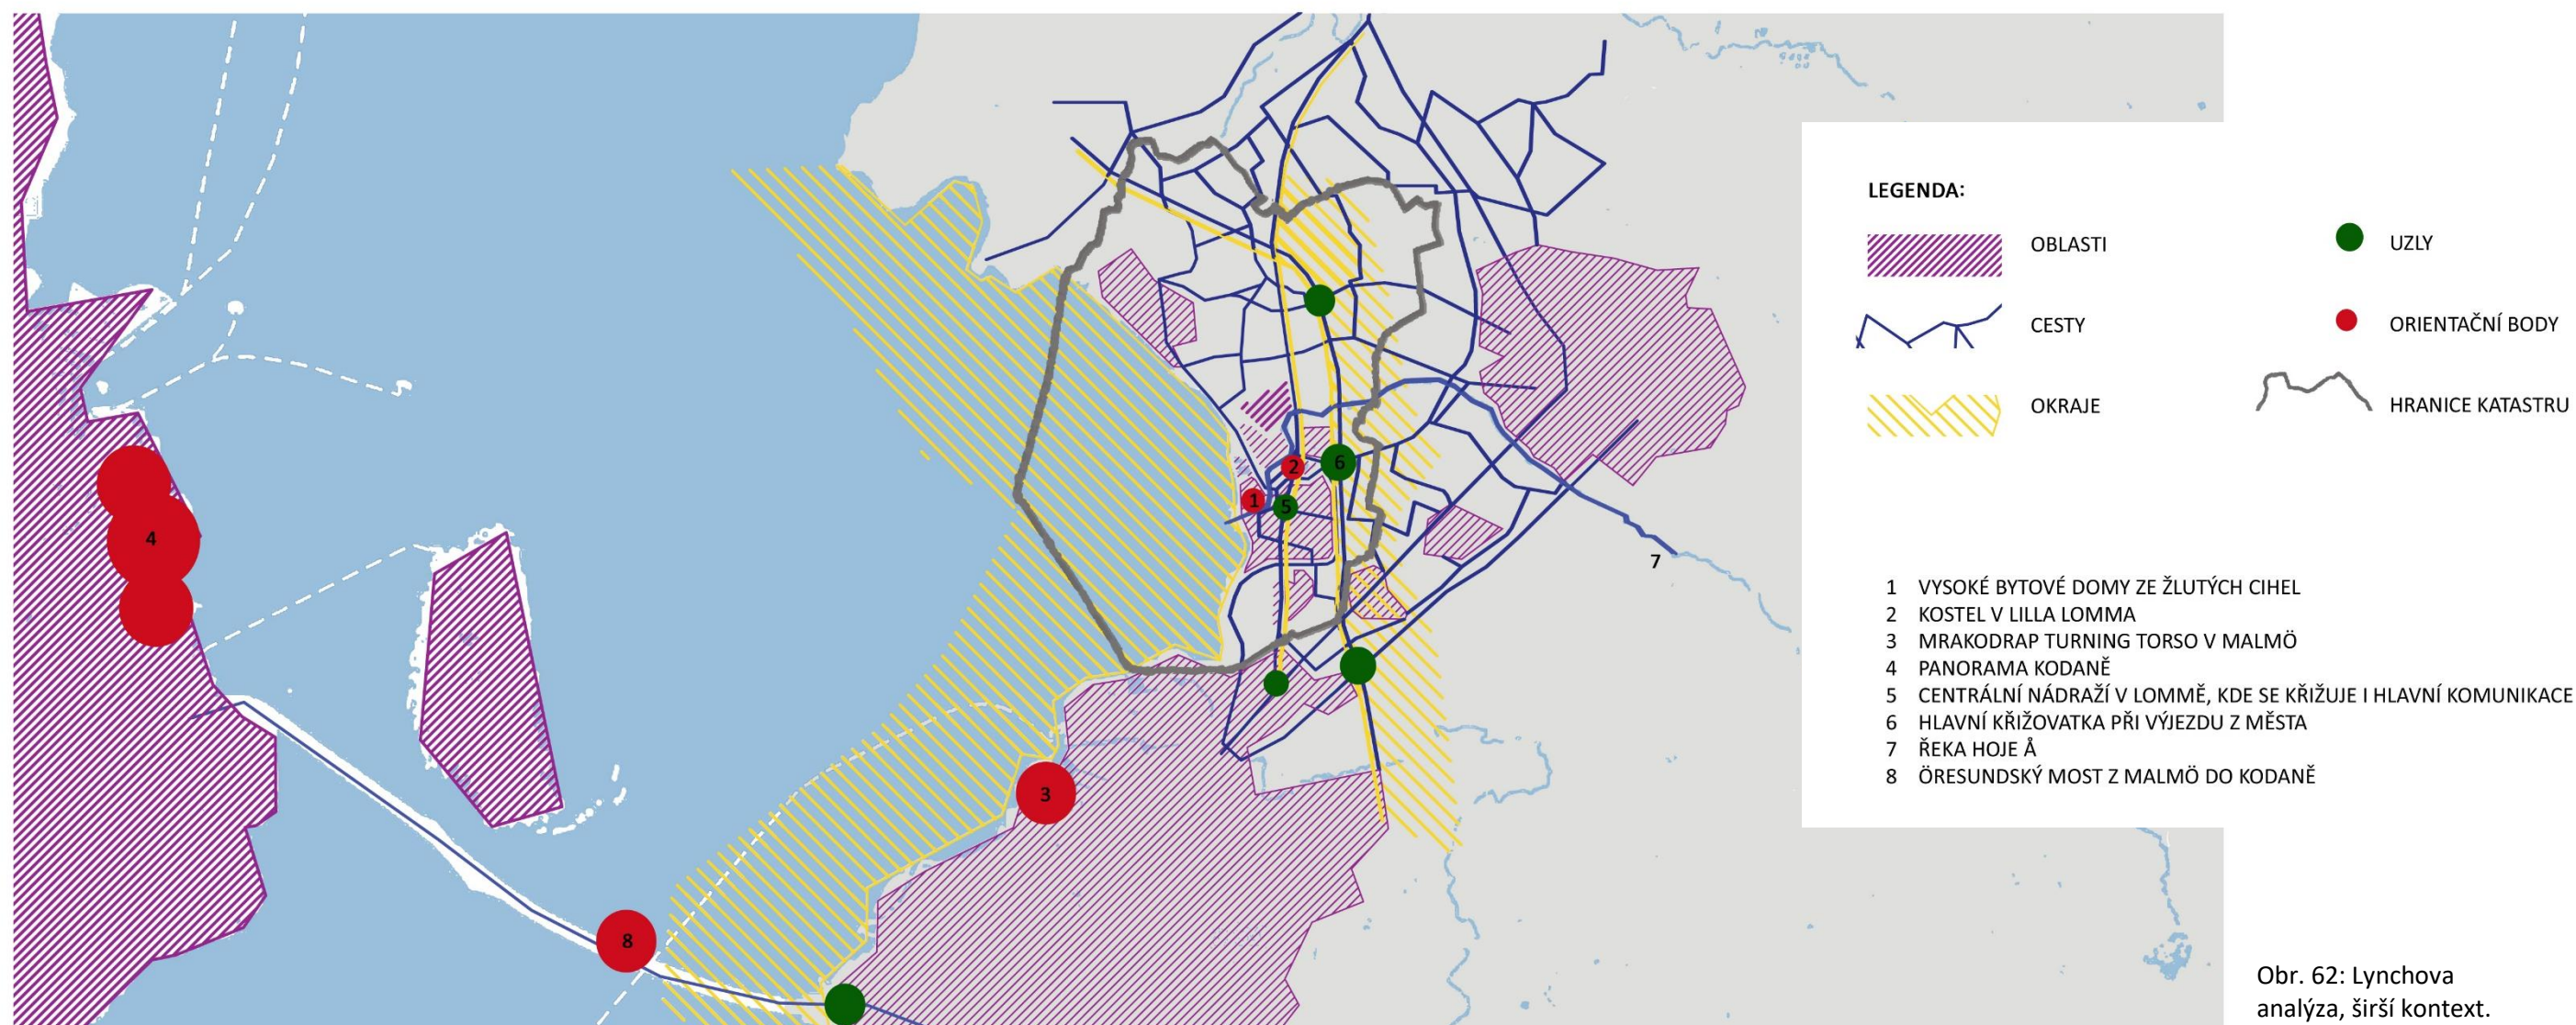 LEGENDA:
OBLASTI
UZLY
CESTY
ORIENTAČNÍ BODY
OKRAJE
HRANICE KATASTRU
1 VYSOKÉ BYTOVÉ DOMY ZE ŽLUTÝCH CIHEL
2 KOSTEL V LILLA LOMMA
3 MRAKODRAP TURNING TORSO V MALMÖ
4 PANORAMA KODANĚ
5 CENTRÁLNÍ NÁDRAŽÍ V LOMMĚ, KDE SE KŘIŽUJE I HLAVNÍ KOMUNIKACE
6 HLAVNÍ KŘIŽOVATKA PŘI VÝJEZDU Z MĚSTA
7 ŘEKA HOJE Å
8 ÖRESUNDSKÝ MOST Z MALMÖ DO KODANĚ
2
6
1
5
4
7
3
8
Obr. 62: Lynchova
analýza, širší kontext.